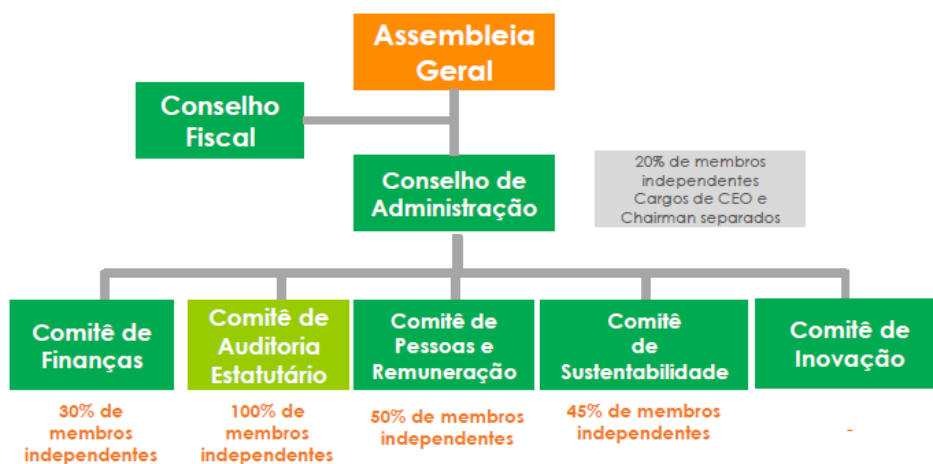 Assembleia
Geral
Conselho
Fiscal
Conselho de
Administração
20% de membros
independentes
Cargos de CEO e
Chairman separados
Comitê de
Finanças
Comitê de
Auditoria
Estatutário
Comitê de
Pessoas e
Remuneração
Comitê
de
Sustentabilidade
Comitê de
Inovação
30% de
membros
independentes
100% de
membros
independentes
50% de membros
independentes
45% de membros
independentes
-